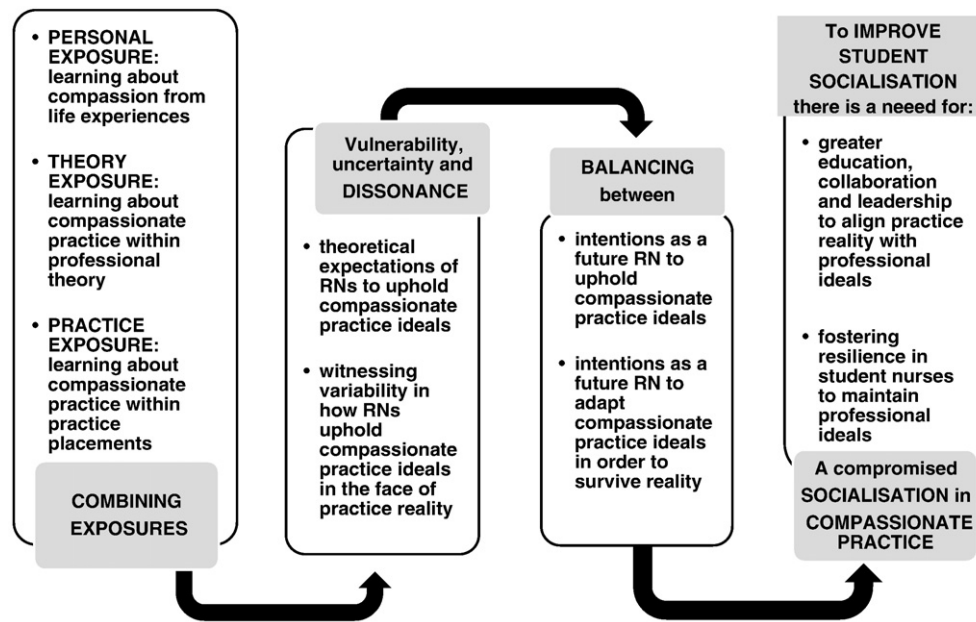 • PERSONAL
EXPOSURE:
learning about
compassion from
life experiences
• THEORY
EXPOSURE:
learning about
compassionate
practice within
professional
theory
• PRACTICE
EXPOSURE:
learning about
compassionate
practice within
practice
placements
COMBINING
EXPOSURES
Vulnerability,
uncertainty and
DISSONANCE
• theoretical
expectations of
RNs to uphold
compassionate
practice ideals
• witnessing
variability in
how RNs
uphold
compassionate
practice ideals
in the face of
practice reality
BALANCING
between
• intentions as a
future RN to
uphold
compassionate
practice ideals
• intentions as a
future RN to
adapt
compassionate
practice ideals
in order to
survive reality
To IMPROVE
STUDENT
SOCIALISATION
there is a neeed for:
• greater
education,
collaboration
and leadership
to align practice
reality with
professional
ideals
• fostering
resilience in
student nurses
to maintain
professional
ideals
A compromised
SOCIALISATION in
COMPASSIONATE
PRACTICE